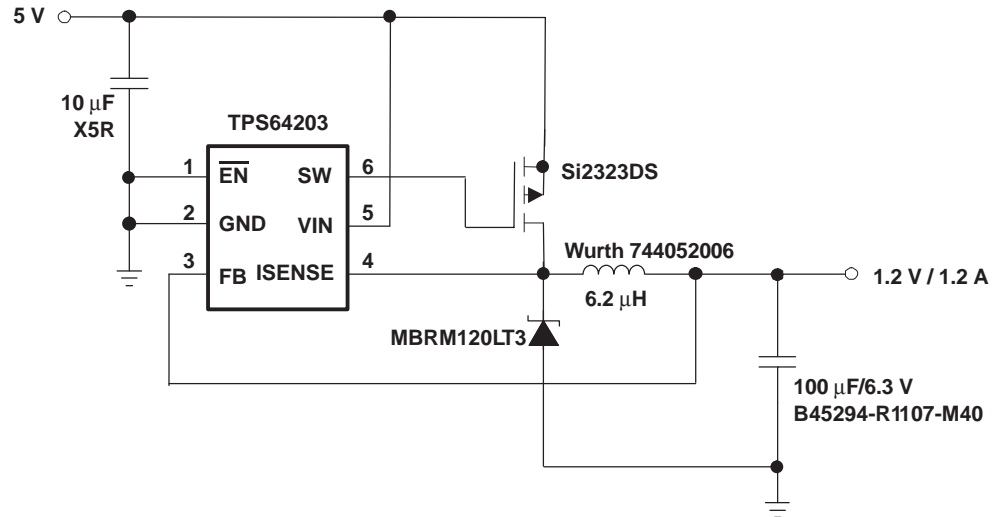 5 V
10 μF
X5R
TPS64203
1
EN
SW
6
2
GND
VIN
5
3
FB
ISENSE
4
Si2323DS
Wurth 744052006
6.2 μH
1.2 V / 1.2 A
MBRM120LT3
100 μF/6.3 V
B45294-R1107-M40